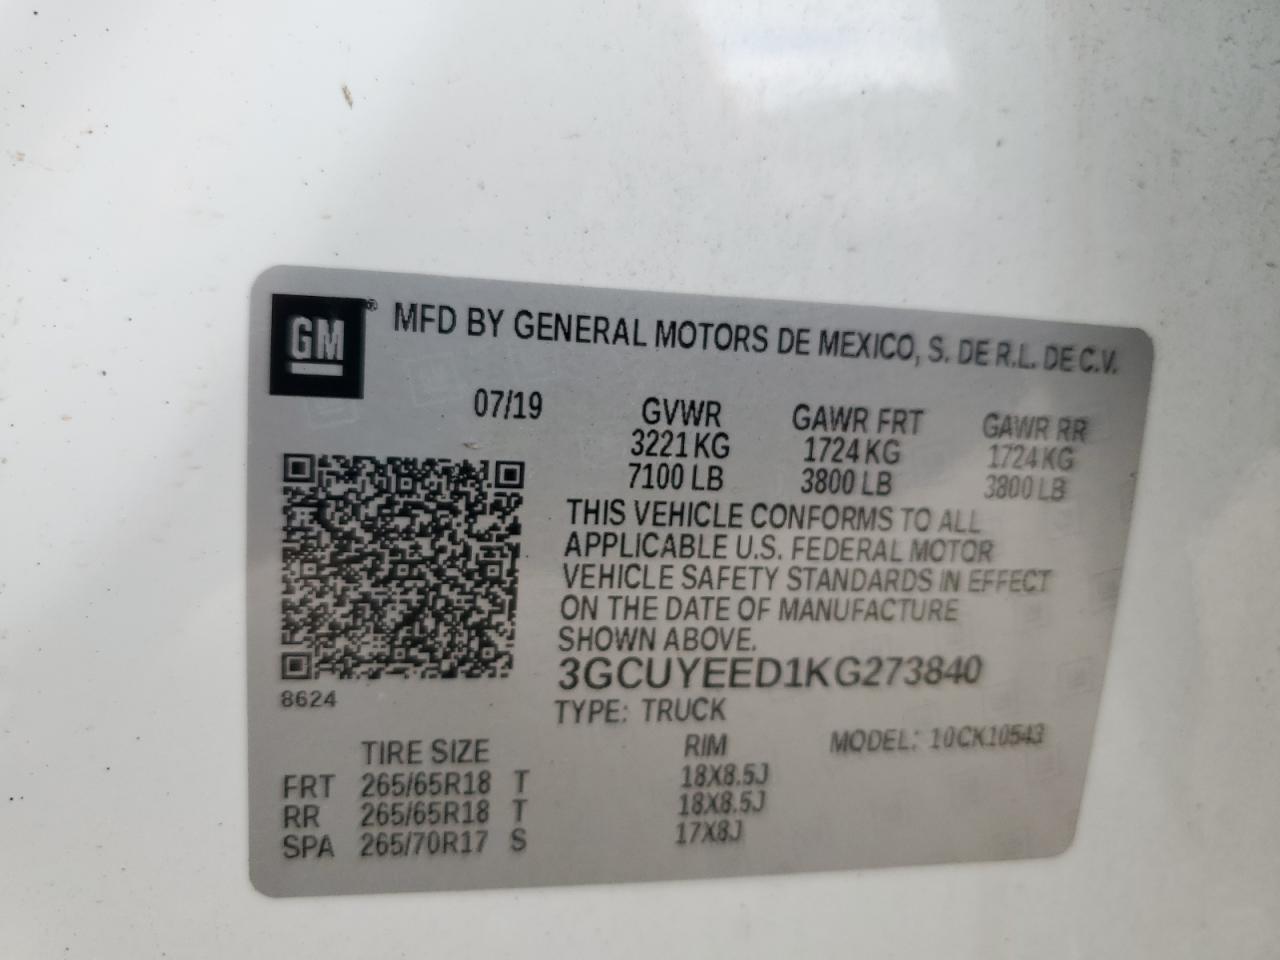 GM® MFD BY GENERAL MOTORS DE MEXICO, S. DE R.L. DE C.V.
07/19 GVWR GAWR FRT GAWR RR
3221 KG 1724 KG 1724 KG
7100 LB 3800 LB 3800 LB
THIS VEHICLE CONFORMS TO ALL
APPLICABLE U.S. FEDERAL MOTOR
VEHICLE SAFETY STANDARDS IN EFFECT
ON THE DATE OF MANUFACTURE
SHOWN ABOVE.
3GCUYEED1KG273840
8624
TYPE: TRUCK
MODEL: 10CK10543
TIRE SIZE RIM
FRT 265/65R18 T 18X8.5J
RR 265/65R18 T 18X8.5J
SPA 265/70R17 S 17X8J